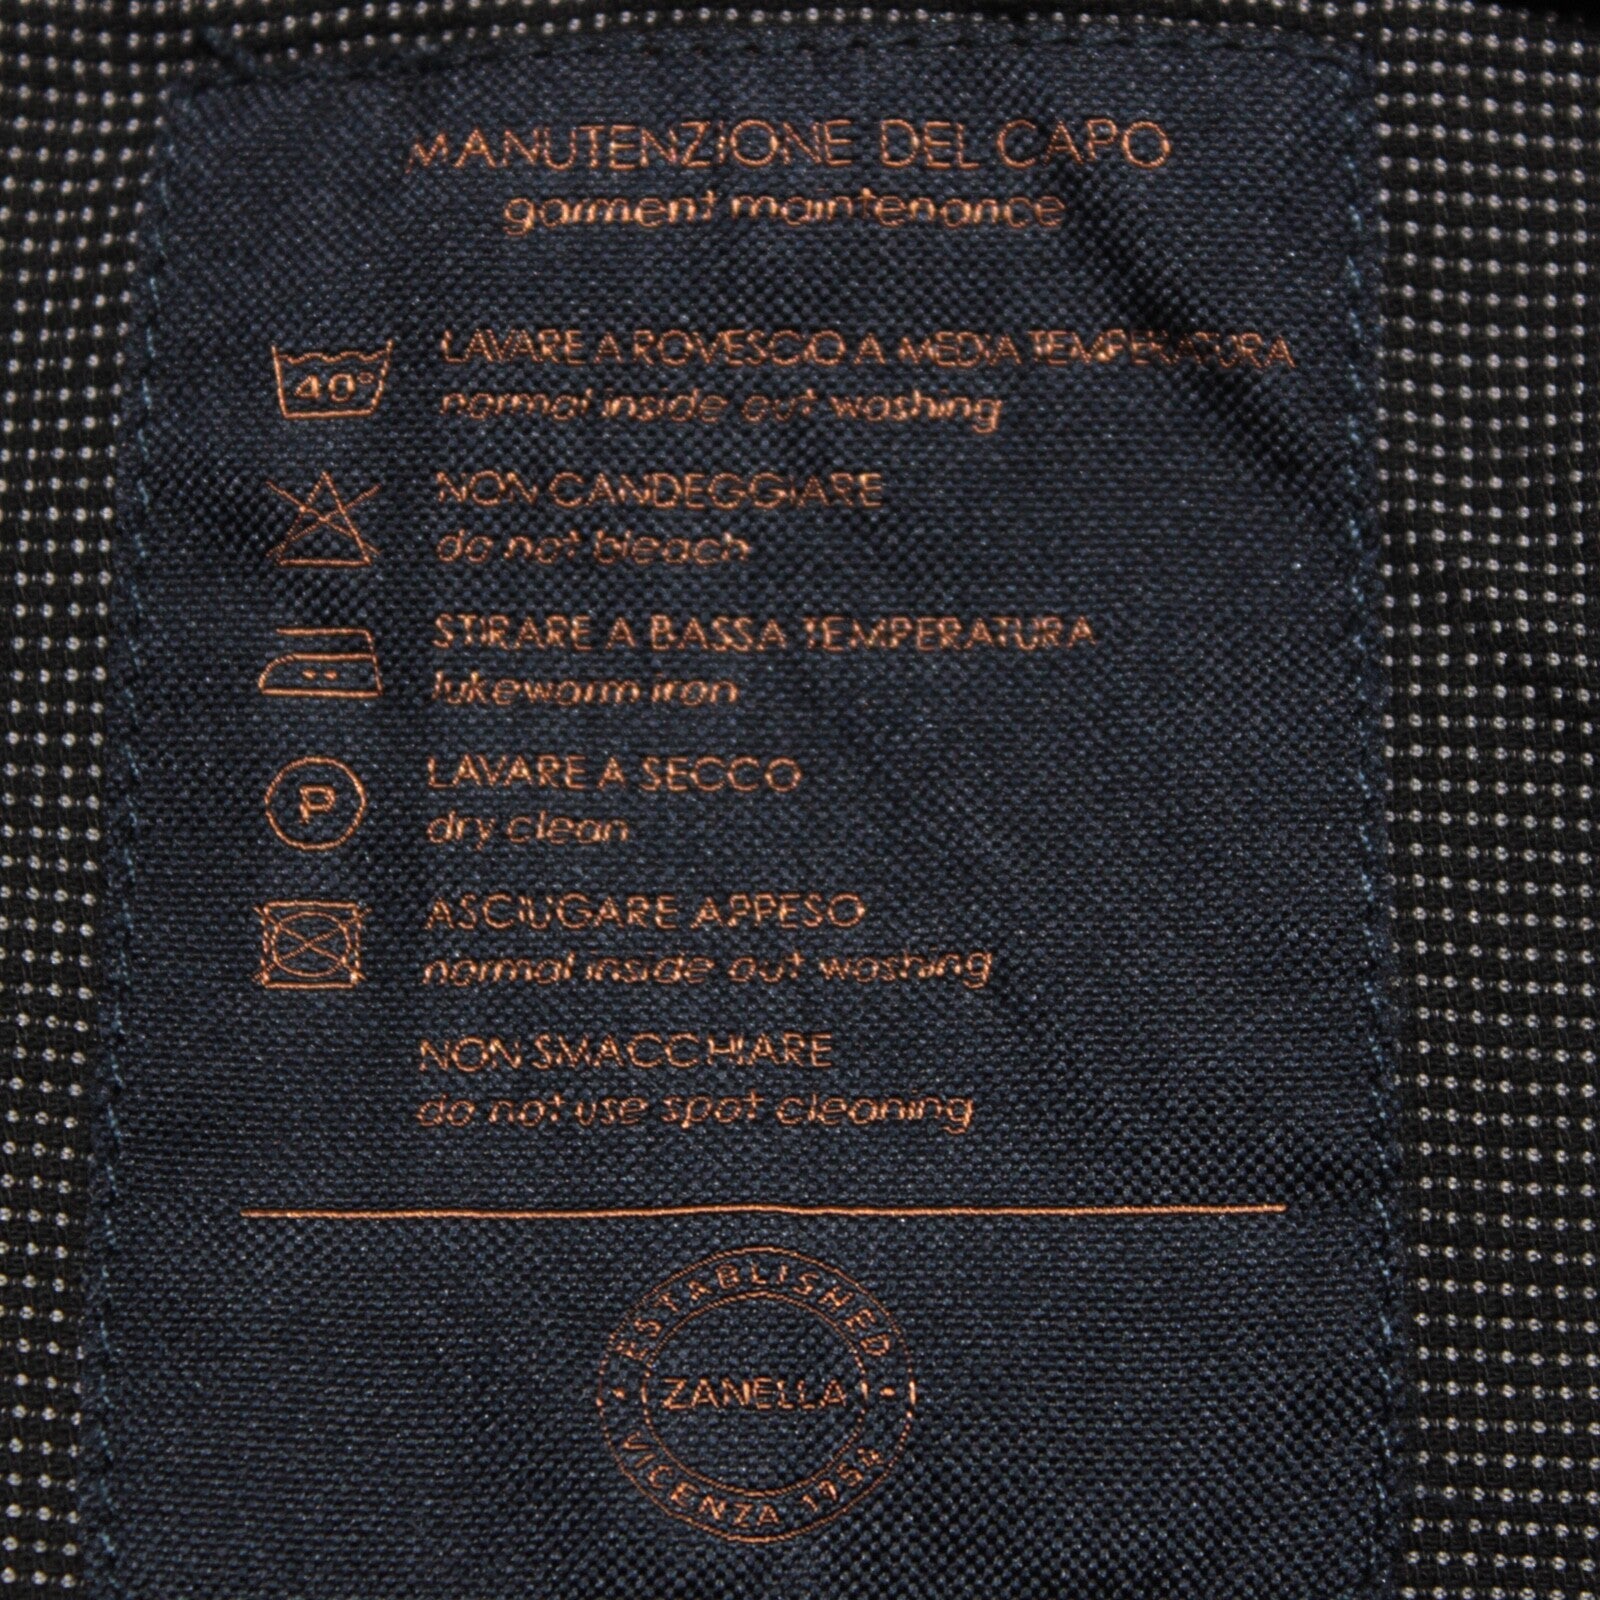 MANUTENZIONE DEL CAPO
garment maintenance
40°
LAVARE A ROVESCIO A MEDIA TEMPERATURA
normal inside out washing
NON CANDEGGIARE
do not bleach
STIRARE A BASSA TEMPERATURA
lukewarm iron
P
LAVARE A SECCO
dry clean
ASCIUGARE APPESO
normal inside out washing
NON SMACCHIARE
do not use spot cleaning
ESTABLISHED
ZANELLA
VICENZA 1954